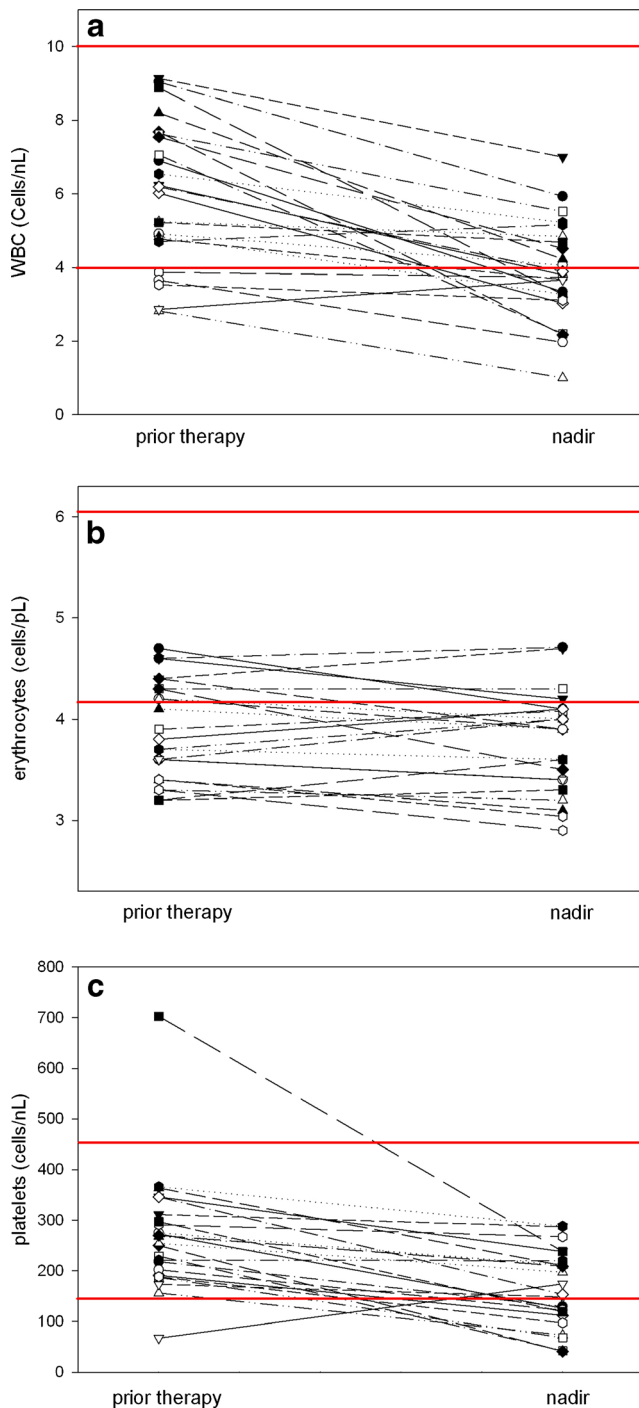 a
WBC (Cells/nL)
10
8
6
4
2
0
prior therapy nadir
b
erythrocytes (cells/pL)
6
5
4
3
prior therapy nadir
c
platelets (cells/nL)
800
700
600
500
400
300
200
100
0
prior therapy nadir